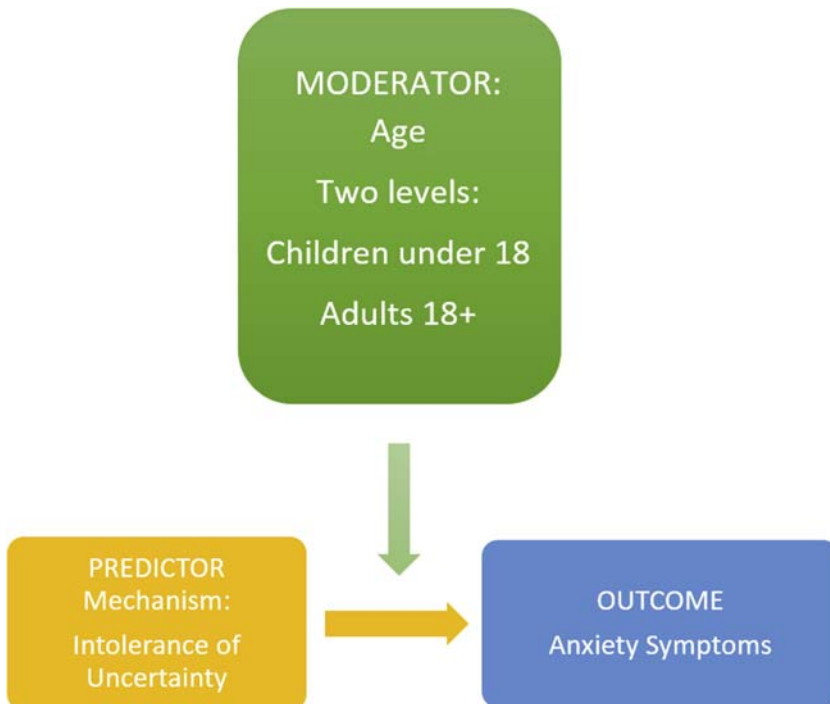 MODERATOR:
Age
Two levels:
Children under 18
Adults 18+
PREDICTOR
Mechanism:
Intolerance of
Uncertainty
OUTCOME
Anxiety Symptoms